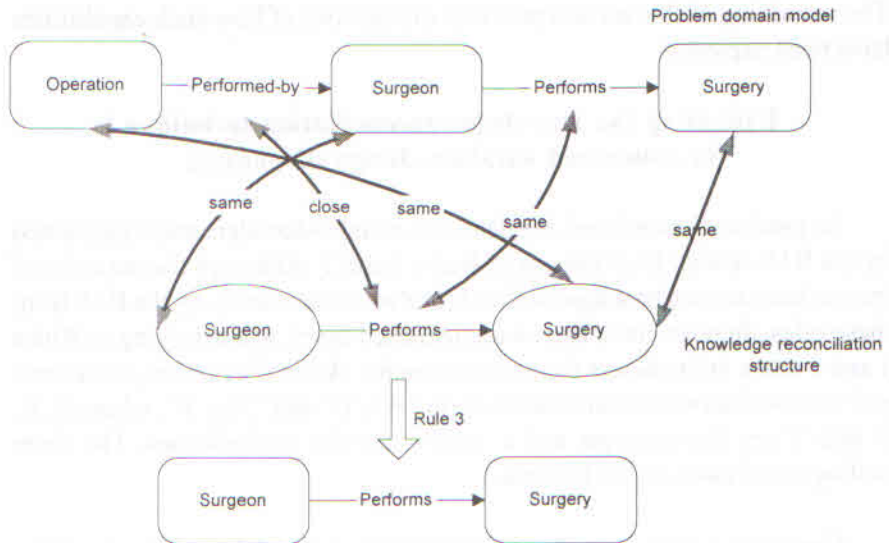 Problem domain model
Operation
Performed-by
Surgeon
Performs
Surgery
same
close
same
same
same
Surgeon
Performs
Surgery
Knowledge reconciliation
structure
Rule 3
Surgeon
Performs
Surgery